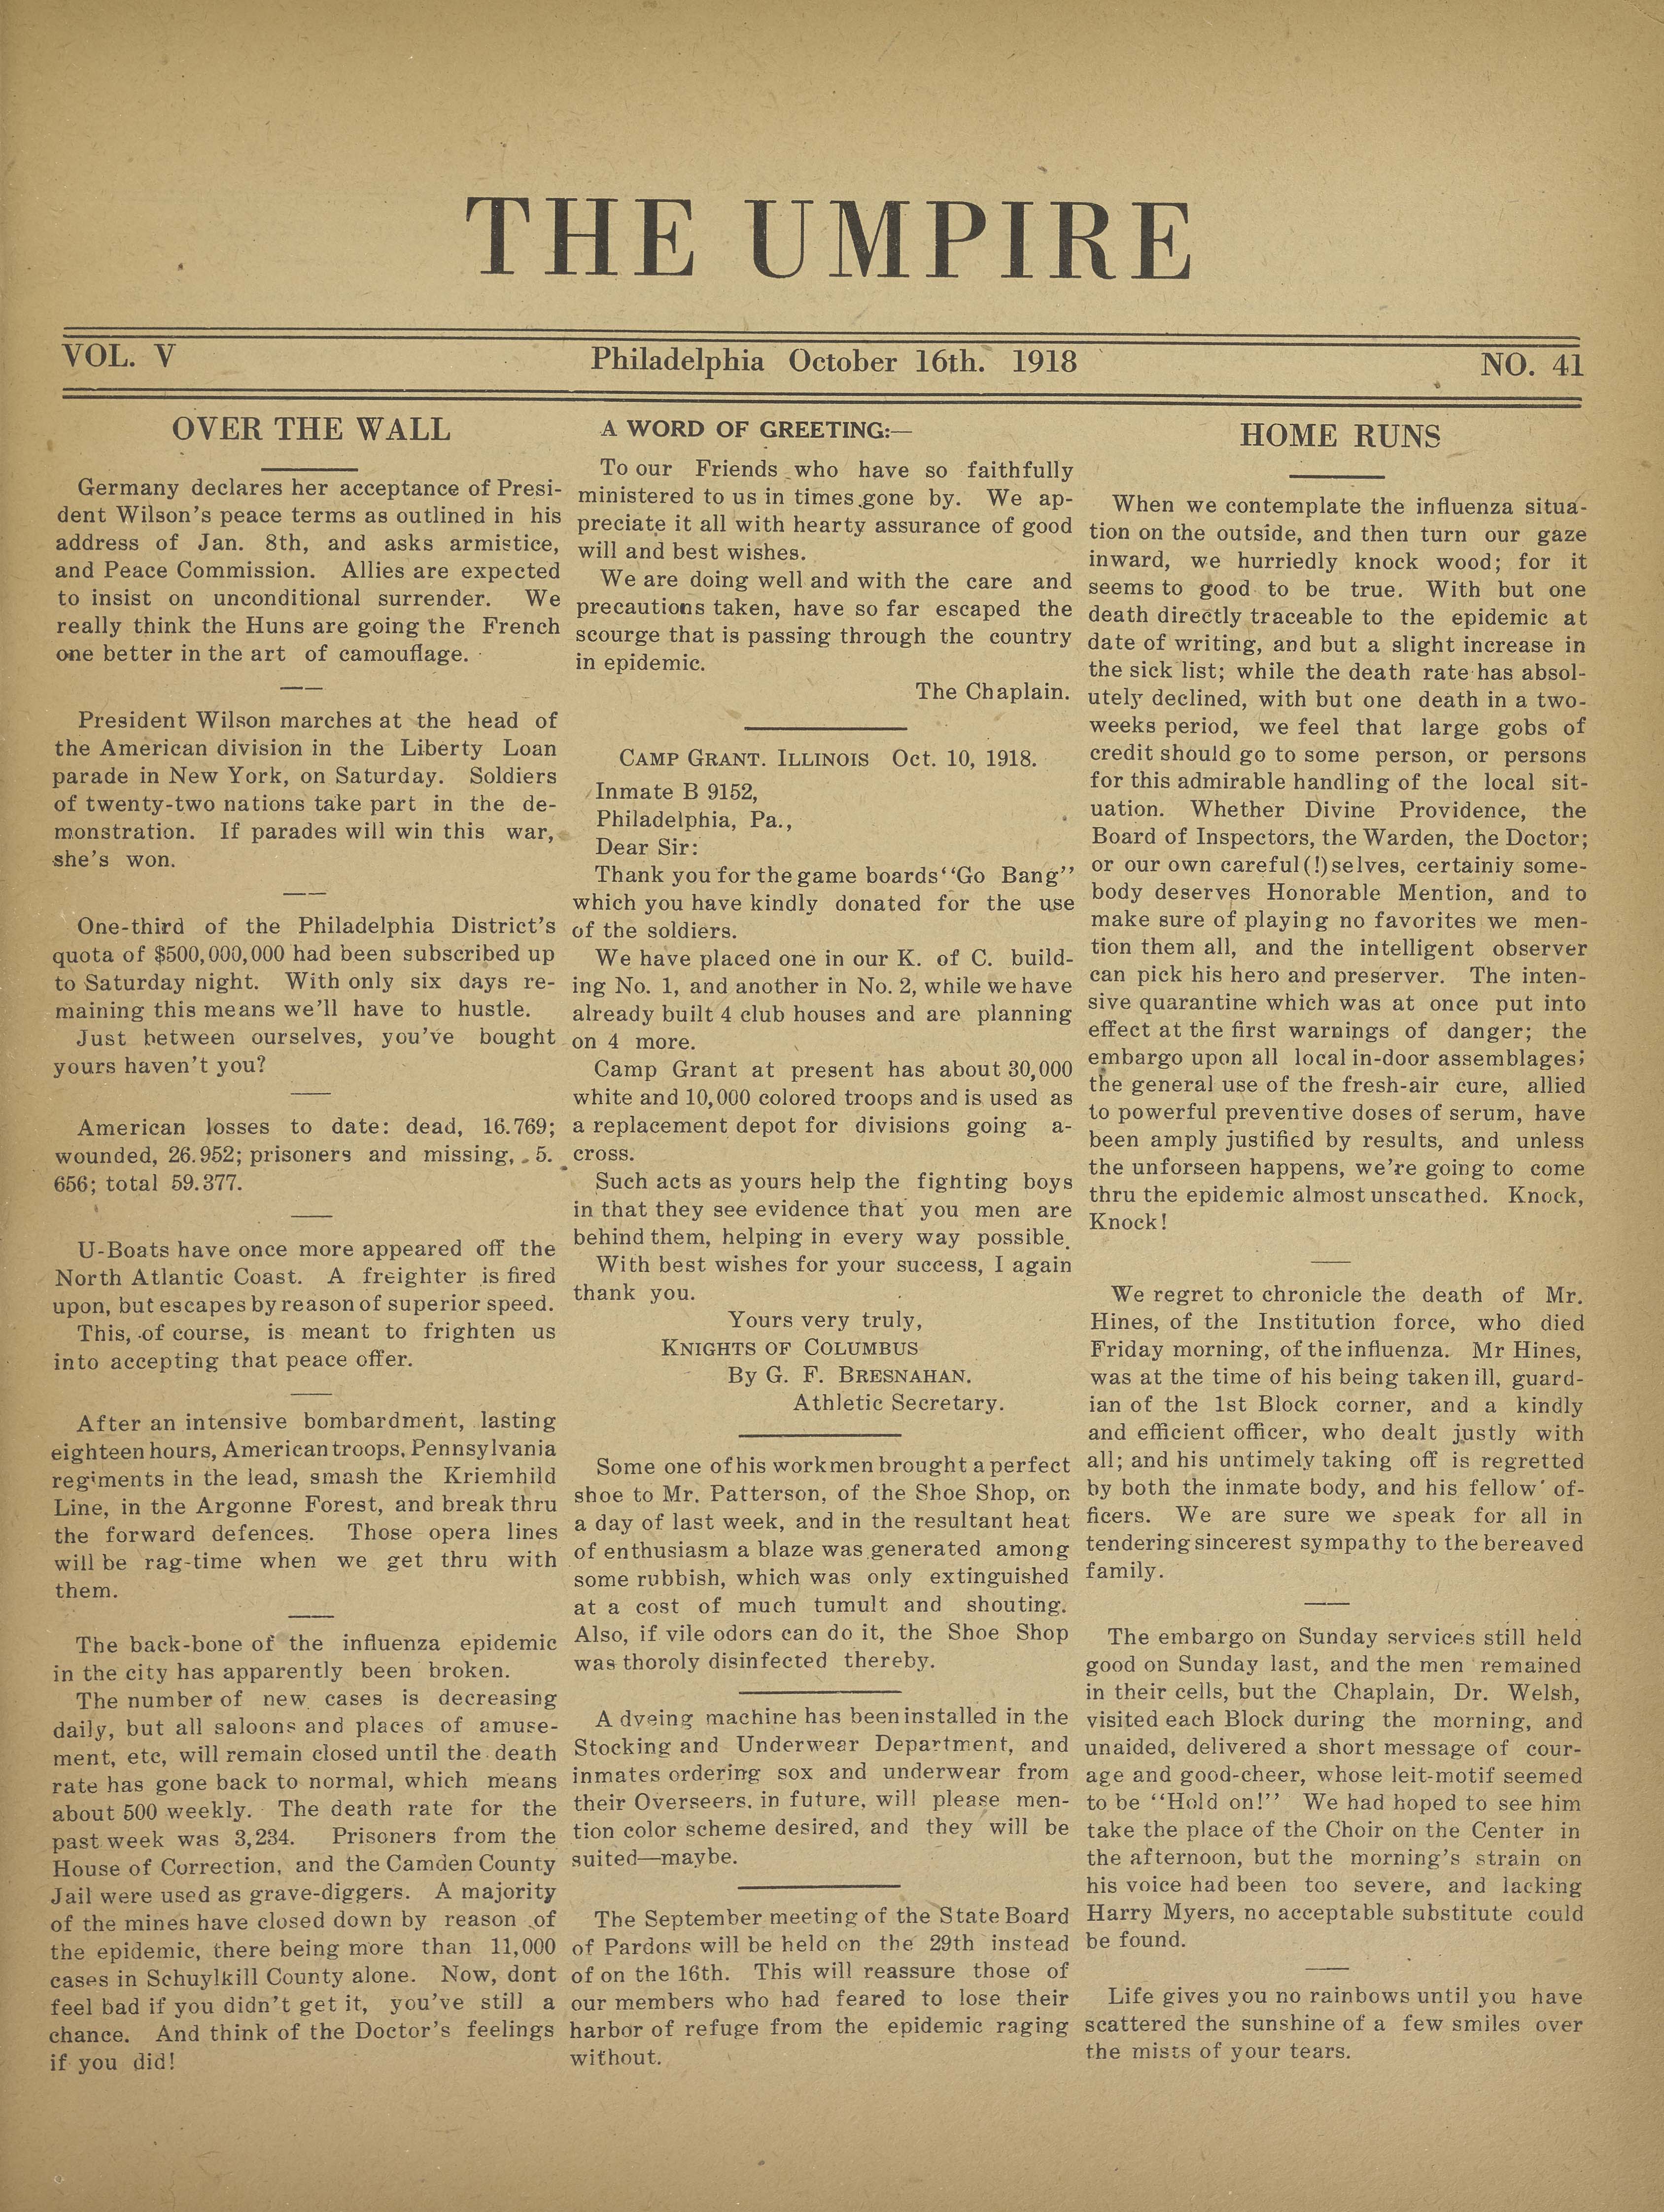 THE UMPIRE
VOL. V Philadelphia October 16th. 1918 NO. 41
OVER THE WALL
Germany declares her acceptance of Presi-
dent Wilson's peace terms as outlined in his
address of Jan. 8th, and asks armistice,
and Peace Commission. Allies are expected
to insist on unconditional surrender. We
really think the Huns are going the French
one better in the art of camouflage.
President Wilson marches at the head of
the American division in the Liberty Loan
parade in New York, on Saturday. Soldiers
of twenty-two nations take part in the de-
monstration. If parades will win this war,
she's won.
One-third of the Philadelphia District's
quota of $500,000,000 had been subscribed up
to Saturday night. With only six days re-
maining this means we'll have to hustle.
Just between ourselves, you've bought
yours haven't you?
American losses to date: dead, 16.769;
wounded, 26.952; prisoners and missing, 5.
656; total 59.377.
U-Boats have once more appeared off the
North Atlantic Coast. A freighter is fired
upon, but escapes by reason of superior speed.
This, of course, is meant to frighten us
into accepting that peace offer.
After an intensive bombardment, lasting
eighteen hours, American troops, Pennsylvania
regiments in the lead, smash the Kriemhild
Line, in the Argonne Forest, and break thru
the forward defences. Those opera lines
will be rag-time when we get thru with
them.
The back-bone of the influenza epidemic
in the city has apparently been broken.
The number of new cases is decreasing
daily, but all saloons and places of amuse-
ment, etc, will remain closed until the death
rate has gone back to normal, which means
about 500 weekly. The death rate for the
past week was 3,234. Prisoners from the
House of Correction, and the Camden County
Jail were used as grave-diggers. A majority
of the mines have closed down by reason of
the epidemic, there being more than 11,000
cases in Schuylkill County alone. Now, dont
feel bad if you didn't get it, you've still a
chance. And think of the Doctor's feelings
if you did!
A WORD OF GREETING:—
To our Friends who have so faithfully
ministered to us in times gone by. We ap-
preciate it all with hearty assurance of good
will and best wishes.
We are doing well and with the care and
precautions taken, have so far escaped the
scourge that is passing through the country
in epidemic.
The Chaplain.
CAMP GRANT. ILLINOIS Oct. 10, 1918.
Inmate B 9152,
Philadelphia, Pa.,
Dear Sir:
Thank you for the game boards "Go Bang"
which you have kindly donated for the use
of the soldiers.
We have placed one in our K. of C. build-
ing No. 1, and another in No. 2, while we have
already built 4 club houses and are planning
on 4 more.
Camp Grant at present has about 30,000
white and 10,000 colored troops and is used as
a replacement depot for divisions going a-
cross.
Such acts as yours help the fighting boys
in that they see evidence that you men are
behind them, helping in every way possible.
With best wishes for your success, I again
thank you.
Yours very truly,
KNIGHTS OF COLUMBUS
By G. F. BRESNAHAN.
Athletic Secretary.
Some one of his workmen brought a perfect
shoe to Mr. Patterson, of the Shoe Shop, on
a day of last week, and in the resultant heat
of enthusiasm a blaze was generated among
some rubbish, which was only extinguished
at a cost of much tumult and shouting.
Also, if vile odors can do it, the Shoe Shop
was thoroly disinfected thereby.
A dyeing machine has been installed in the
Stocking and Underwear Department, and
inmates ordering sox and underwear from
their Overseers. in future, will please men-
tion color scheme desired, and they will be
suited—maybe.
The September meeting of the State Board
of Pardons will be held on the 29th instead
of on the 16th. This will reassure those of
our members who had feared to lose their
harbor of refuge from the epidemic raging
without.
HOME RUNS
When we contemplate the influenza situa-
tion on the outside, and then turn our gaze
inward, we hurriedly knock wood; for it
seems to good to be true. With but one
death directly traceable to the epidemic at
date of writing, and but a slight increase in
the sick list; while the death rate has absol-
utely declined, with but one death in a two-
weeks period, we feel that large gobs of
credit should go to some person, or persons
for this admirable handling of the local sit-
uation. Whether Divine Providence, the
Board of Inspectors, the Warden, the Doctor;
or our own careful (!) selves, certainiy some-
body deserves Honorable Mention, and to
make sure of playing no favorites we men-
tion them all, and the intelligent observer
can pick his hero and preserver. The inten-
sive quarantine which was at once put into
effect at the first warnings of danger; the
embargo upon all local in-door assemblages;
the general use of the fresh-air cure, allied
to powerful preventive doses of serum, have
been amply justified by results, and unless
the unforseen happens, we're going to come
thru the epidemic almost unscathed. Knock,
Knock!
We regret to chronicle the death of Mr.
Hines, of the Institution force, who died
Friday morning, of the influenza. Mr Hines,
was at the time of his being taken ill, guard-
ian of the 1st Block corner, and a kindly
and efficient officer, who dealt justly with
all; and his untimely taking off is regretted
by both the inmate body, and his fellow of-
ficers. We are sure we speak for all in
tendering sincerest sympathy to the bereaved
family.
The embargo on Sunday services still held
good on Sunday last, and the men remained
in their cells, but the Chaplain, Dr. Welsh,
visited each Block during the morning, and
unaided, delivered a short message of cour-
age and good-cheer, whose leit-motif seemed
to be "Hold on!" We had hoped to see him
take the place of the Choir on the Center in
the afternoon, but the morning's strain on
his voice had been too severe, and lacking
Harry Myers, no acceptable substitute could
be found.
Life gives you no rainbows until you have
scattered the sunshine of a few smiles over
the mists of your tears.